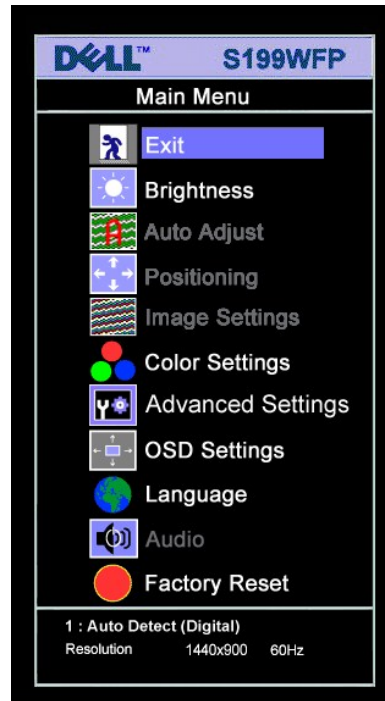 DELL™ S199WFP
Main Menu
Exit
Brightness
Auto Adjust
Positioning
Image Settings
Color Settings
Advanced Settings
OSD Settings
Language
Audio
Factory Reset
1 : Auto Detect (Digital)
Resolution 1440x900 60Hz